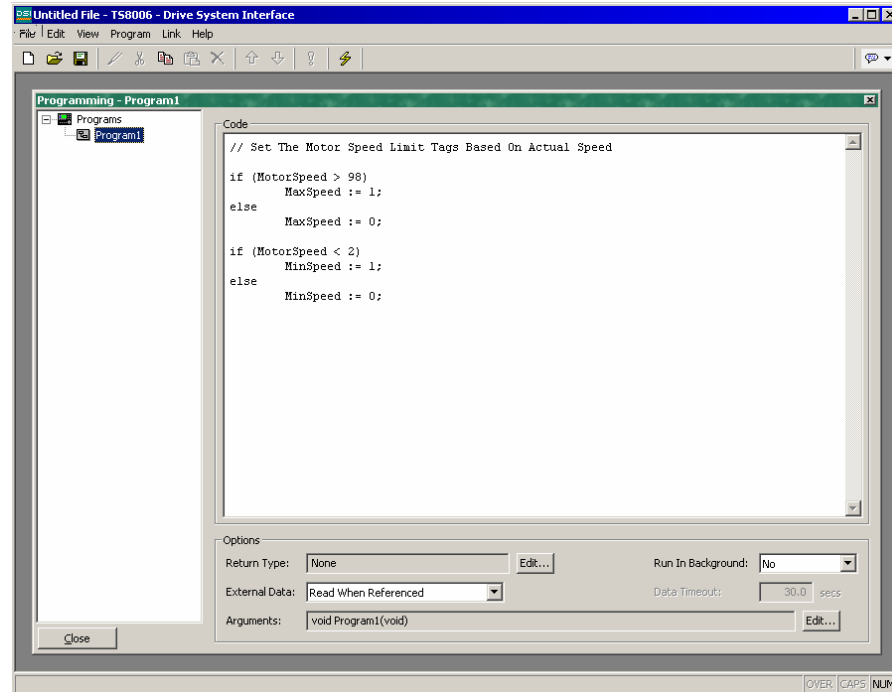 Untitled File - TS8006 - Drive System Interface
File Edit View Program Link Help
Programming - Program1
Programs
Program1
Code
// Set The Motor Speed Limit Tags Based On Actual Speed
if (MotorSpeed > 98)
MaxSpeed := 1;
else
MaxSpeed := 0;
if (MotorSpeed < 2)
MinSpeed := 1;
else
MinSpeed := 0;
Options
Return Type: None Edit... Run In Background: No
External Data: Read When Referenced Data Timeout: 30.0 secs
Arguments: void Program1(void) Edit...
Close
OVER CAPS NUM